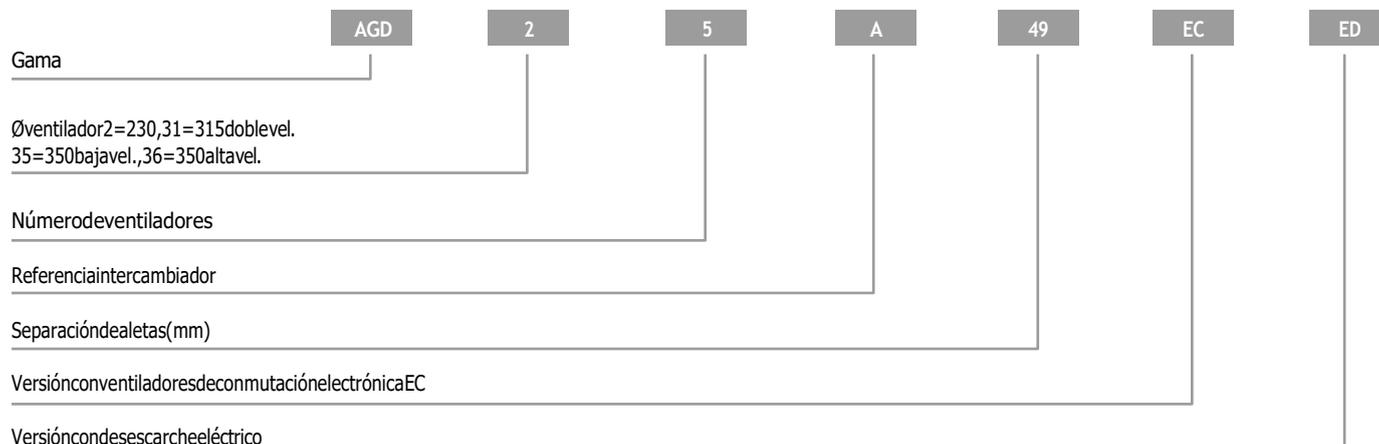 AGD 2 5 A 49 EC ED
Gama
Øventilador2=230,31=315doblevel.
35=350bajavel.,36=350altavel.
Númerodeventiladores
Referenciaintercambiador
Separacióndealetas(mm)
VersiónconventiladoresdeconmutaciónelectrónicaEC
Versióncondesescarcheeléctrico